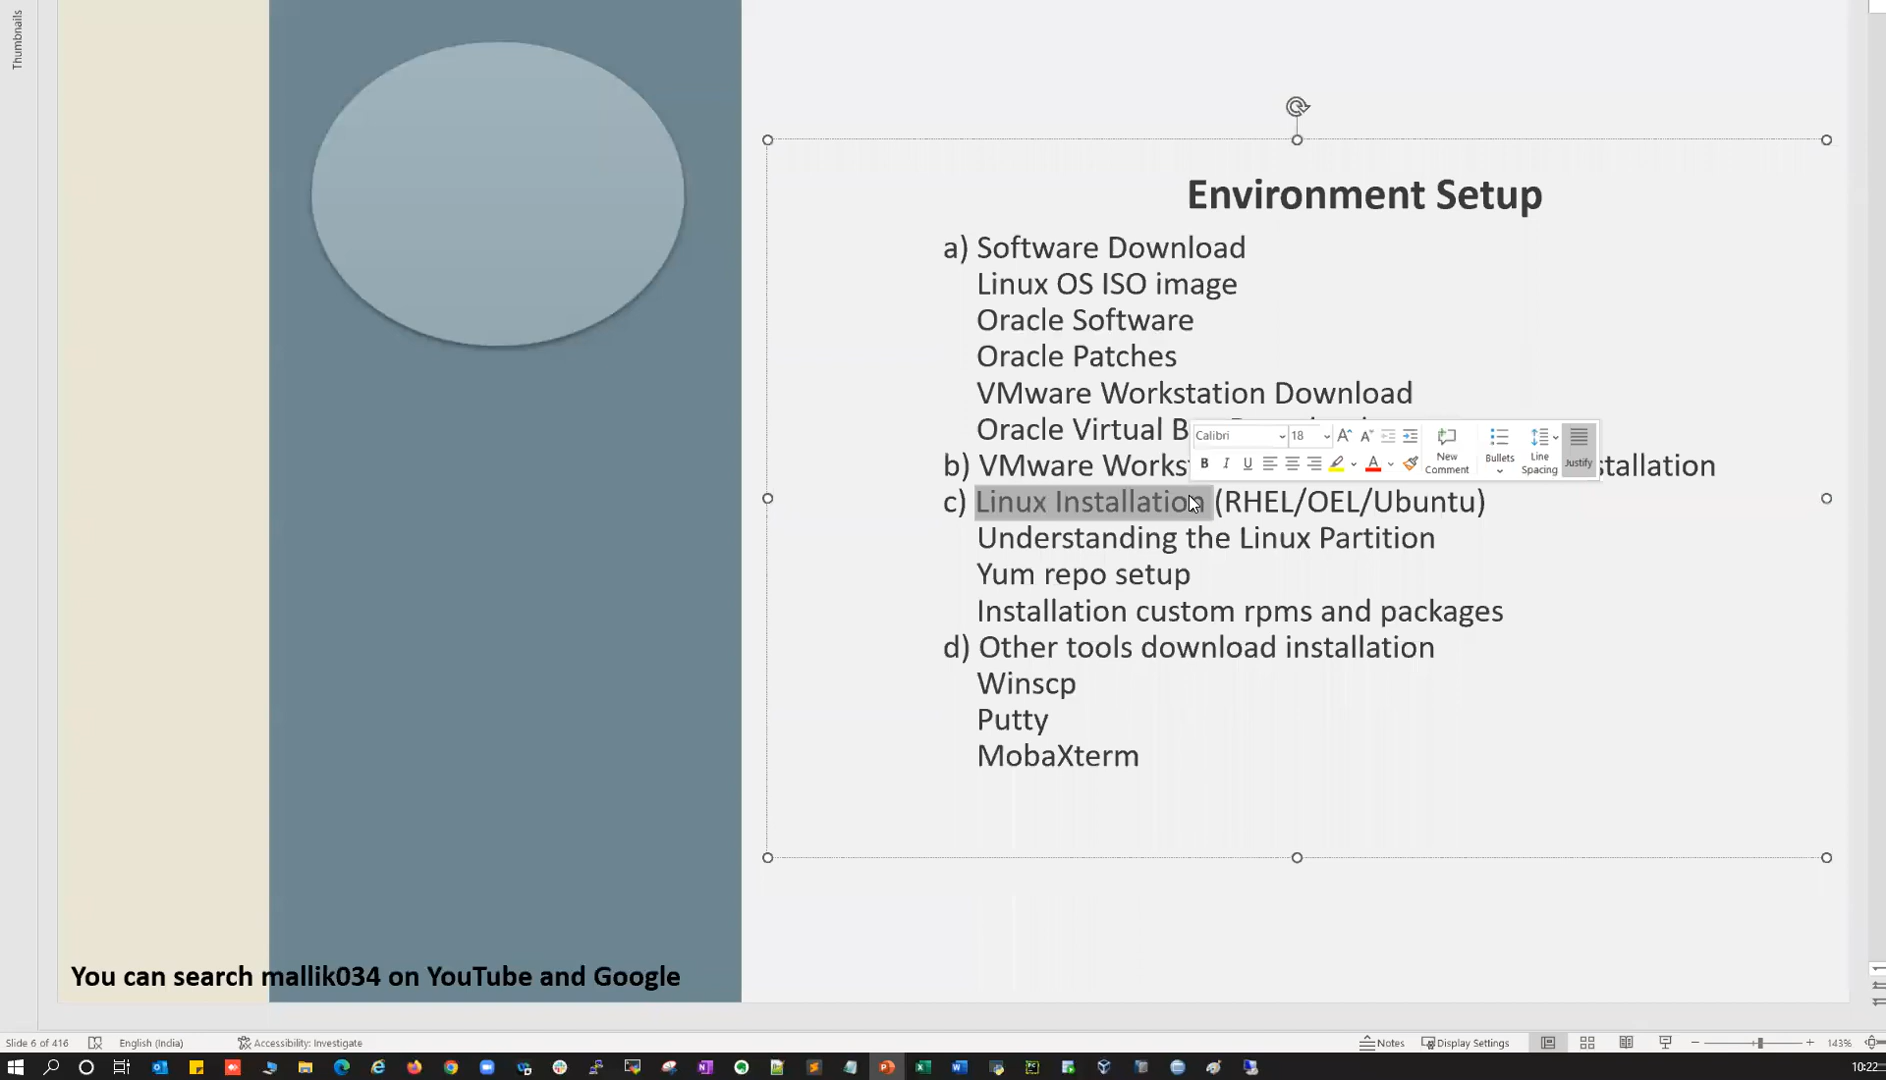 Thumbnails
Environment Setup
a) Software Download
Linux OS ISO image
Oracle Software
Oracle Patches
VMware Workstation Download
Oracle Virtual B
Calibri
18
New Comment
Bullets
Line Spacing
Justify
b) VMware Workst stallation
c) Linux Installation (RHEL/OEL/Ubuntu)
Understanding the Linux Partition
Yum repo setup
Installation custom rpms and packages
d) Other tools download installation
Winscp
Putty
MobaXterm
You can search mallik034 on YouTube and Google
Slide 6 of 416
English (India)
Accessibility: Investigate
Notes
Display Settings
143%
10:22